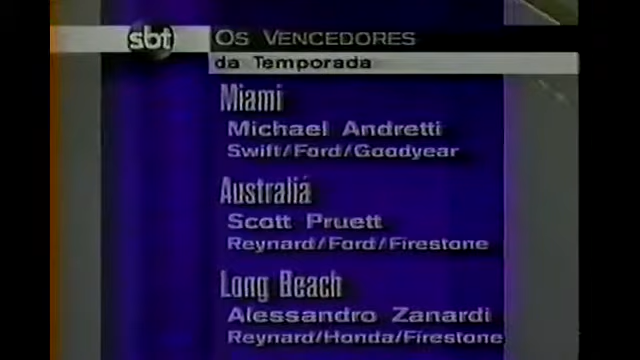 sbt
Os Vencedores
da Temporada
Miami
Michael Andretti
Swift/Ford/Goodyear
Australiá
Scott Pruett
Reynard/Ford/Firestone
Long Beach
Alessandro Zanardi
Reynard/Honda/Firestone